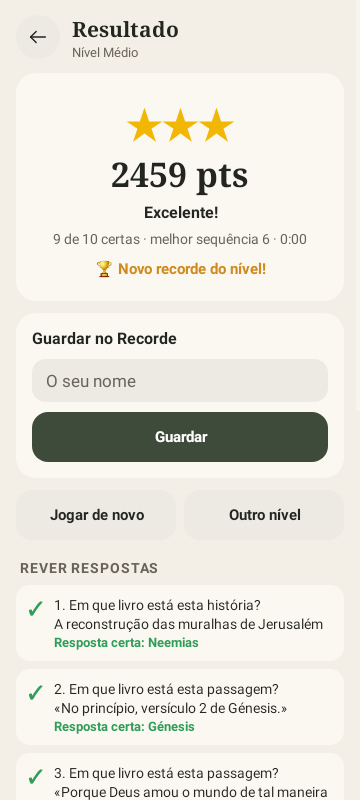 Resultado
Nível Médio
2459 pts
Excelente!
9 de 10 certas · melhor sequência 6 · 0:00
🏆 Novo recorde do nível!
Guardar no Recorde
O seu nome
Guardar
Jogar de novo
Outro nível
REVER RESPOSTAS
1. Em que livro está esta história?
A reconstrução das muralhas de Jerusalém
Resposta certa: Neemias
2. Em que livro está esta passagem?
«No princípio, versículo 2 de Génesis.»
Resposta certa: Génesis
3. Em que livro está esta passagem?
«Porque Deus amou o mundo de tal maneira